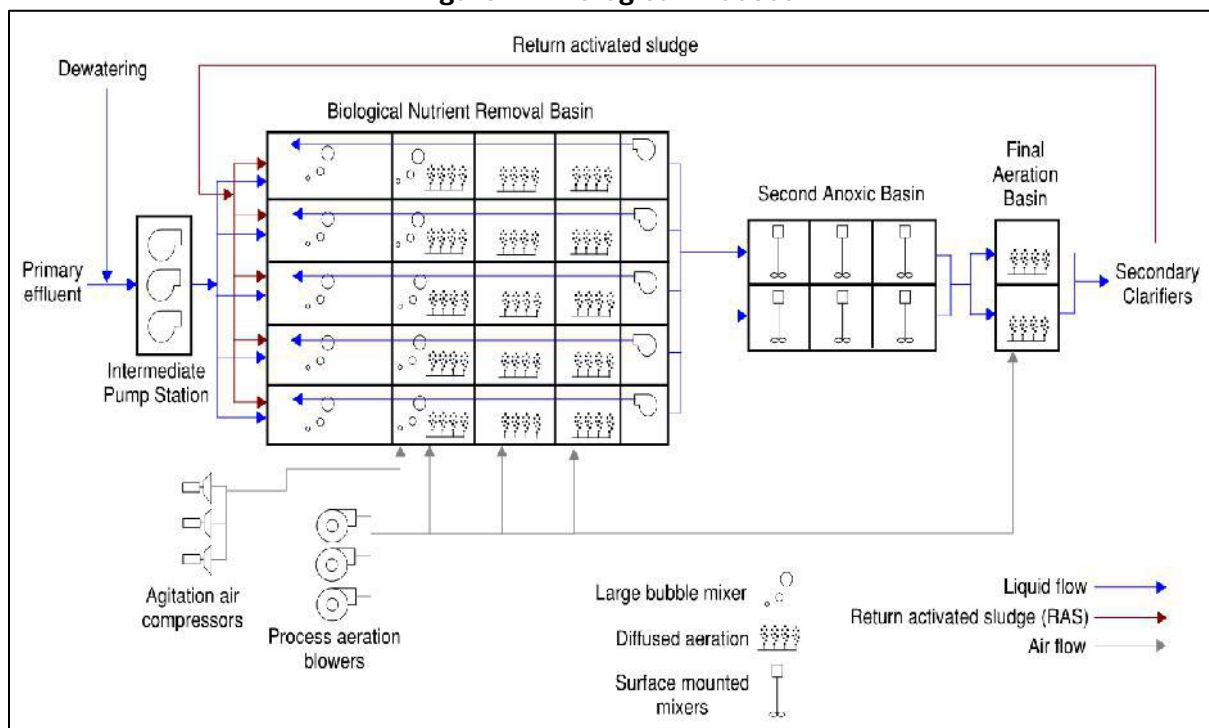 Return activated sludge
Dewatering
Biological Nutrient Removal Basin
Final
Aeration
Basin
Second Anoxic Basin
Primary
effluent
Secondary
Clarifiers
Intermediate
Pump Station
Agitation air
compressors
Process aeration
blowers
Large bubble mixer
Diffused aeration
Surface mounted
mixers
Liquid flow
Return activated sludge (RAS)
Air flow